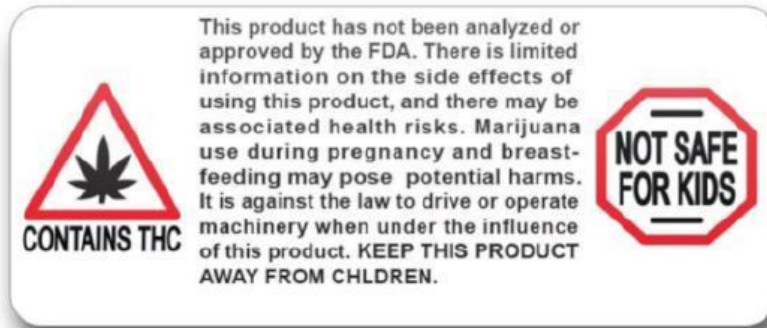 This product has not been analyzed or
approved by the FDA. There is limited
information on the side effects of
using this product, and there may be
associated health risks. Marijuana
use during pregnancy and breast-
feeding may pose potential harms.
It is against the law to drive or operate
machinery when under the influence
of this product. KEEP THIS PRODUCT
AWAY FROM CHLDREN.
CONTAINS THC
NOT SAFE
FOR KIDS